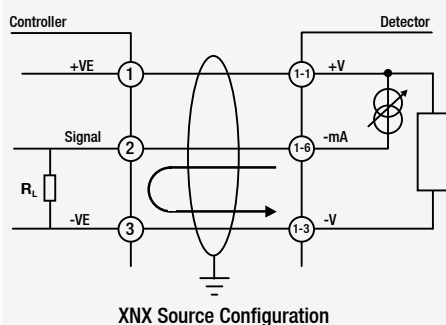 Controller Detector
+VE 1 1-1 +V
Signal 2 1-6 -mA
RL
-VE 3 1-3 -V
XNX Source Configuration